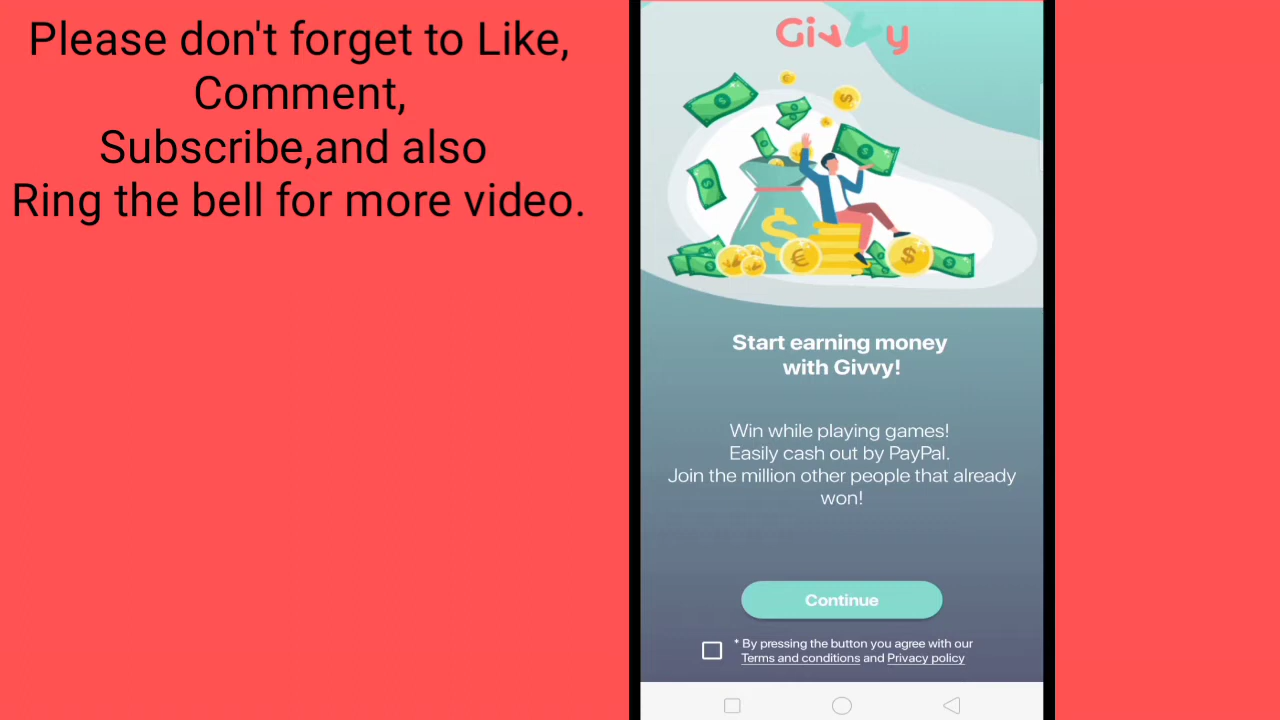 Please don't forget to Like,
Comment,
Subscribe,and also
Ring the bell for more video.
Givvy
Start earning money
with Givvy!
Win while playing games!
Easily cash out by PayPal.
Join the million other people that already
won!
Continue
* By pressing the button you agree with our
Terms and conditions and Privacy policy